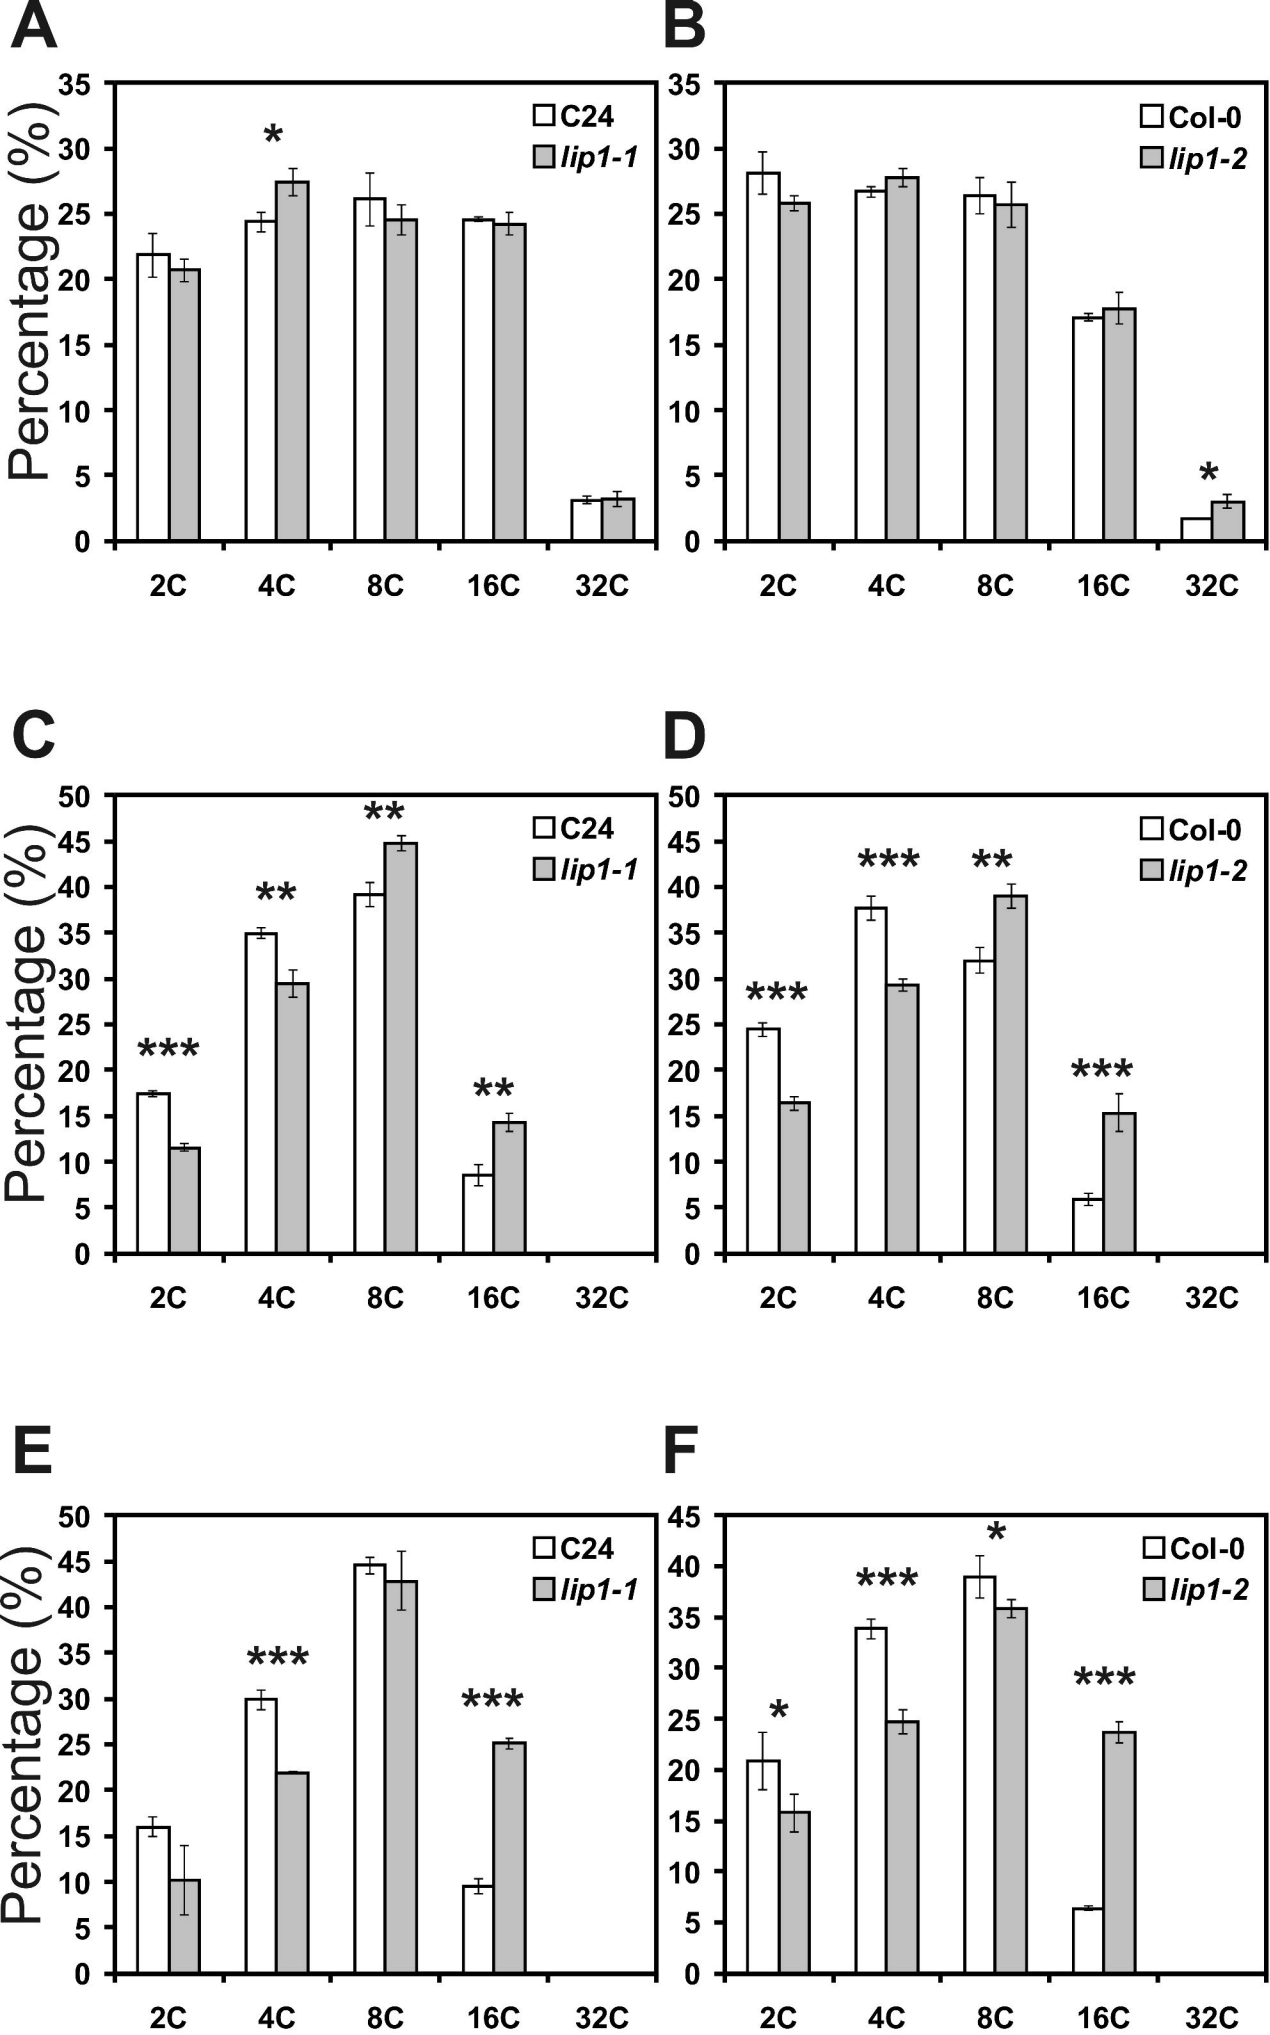 A
B
Percentage (%)
35
30
25
20
15
10
5
0
*
C24
lip1-1
2C 4C 8C 16C 32C
35
30
25
20
15
10
5
0
*
Col-0
lip1-2
2C 4C 8C 16C 32C
C
D
Percentage (%)
50
45
40
35
30
25
20
15
10
5
0
*** ** ** **
C24
lip1-1
2C 4C 8C 16C 32C
50
45
40
35
30
25
20
15
10
5
0
*** *** ** ***
Col-0
lip1-2
2C 4C 8C 16C 32C
E
F
Percentage (%)
50
45
40
35
30
25
20
15
10
5
0
*** ***
C24
lip1-1
2C 4C 8C 16C 32C
45
40
35
30
25
20
15
10
5
0
* *** * ***
Col-0
lip1-2
2C 4C 8C 16C 32C